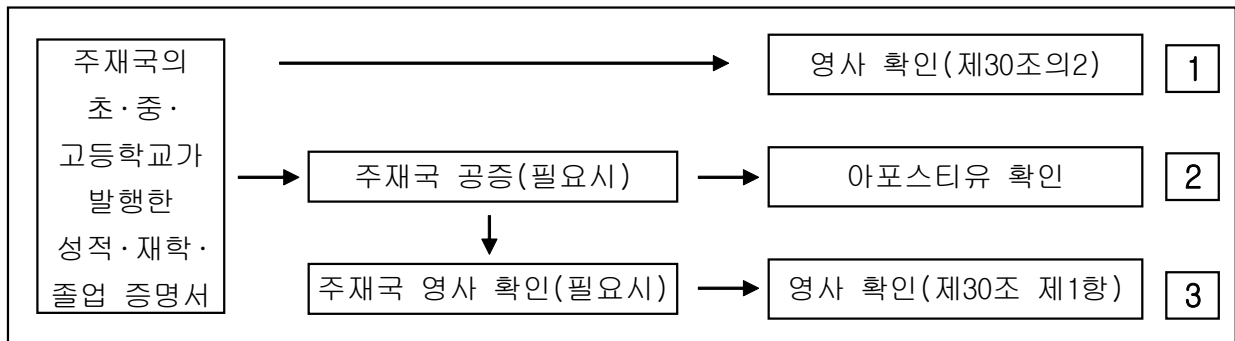 주재국의
초·중·
고등학교가
발행한
성적·재학·
졸업 증명서
영사 확인(제30조의2)
1
주재국 공증(필요시)
아포스티유 확인
2
주재국 영사 확인(필요시)
영사 확인(제30조 제1항)
3